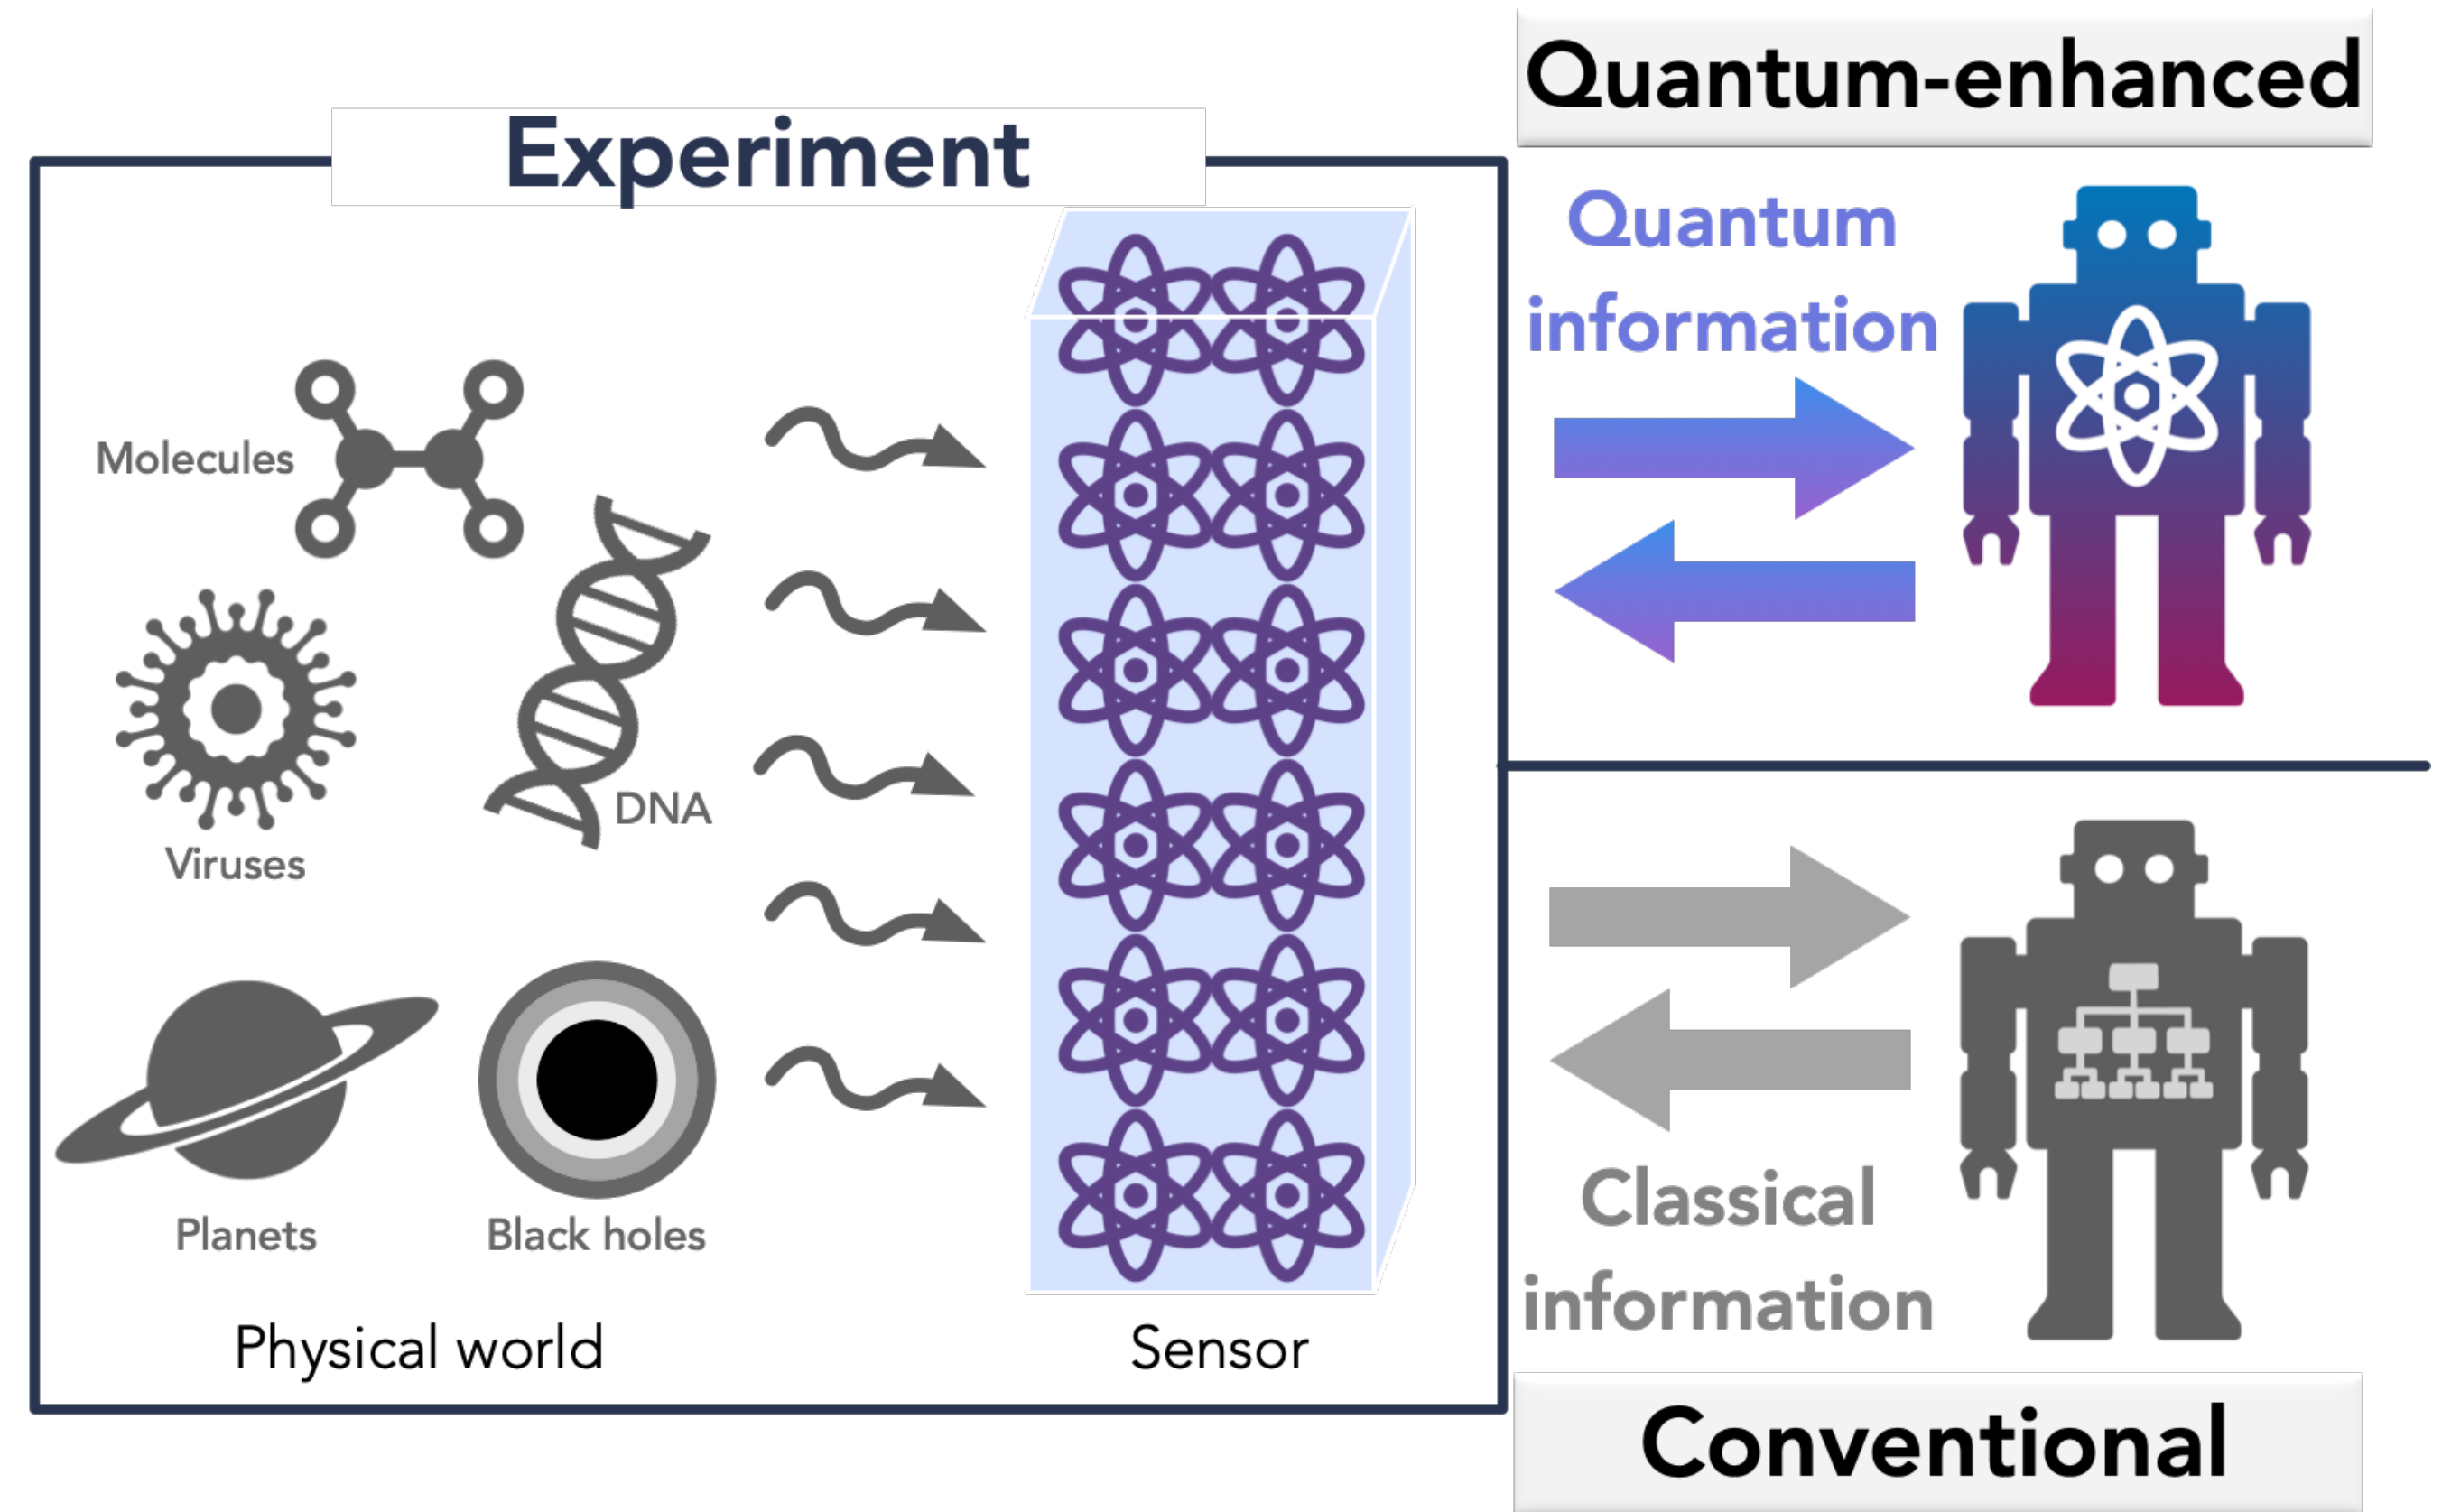 Experiment
Molecules
DNA
Viruses
Planets
Black holes
Physical world
Sensor
Quantum-enhanced
Quantum
information
Classical
information
Conventional